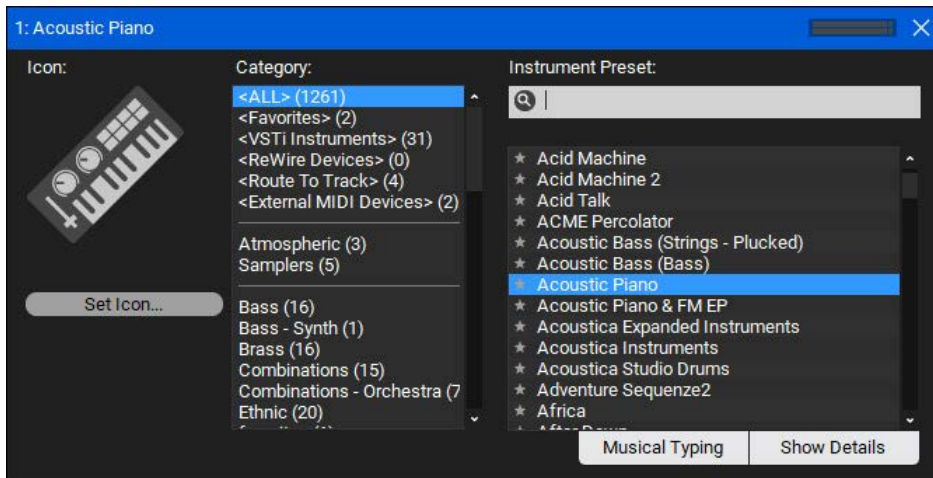 1: Acoustic Piano
Icon:
Set Icon...
Category:
<ALL> (1261)
<Favorites> (2)
<VSTi Instruments> (31)
<ReWire Devices> (0)
<Route To Track> (4)
<External MIDI Devices> (2)
Atmospheric (3)
Samplers (5)
Bass (16)
Bass - Synth (1)
Brass (16)
Combinations (15)
Combinations - Orchestra (7
Ethnic (20)
Instrument Preset:
Acid Machine
Acid Machine 2
Acid Talk
ACME Percolator
Acoustic Bass (Strings - Plucked)
Acoustic Bass (Bass)
Acoustic Piano
Acoustic Piano & FM EP
Acoustica Expanded Instruments
Acoustica Instruments
Acoustica Studio Drums
Adventure Sequenze2
Africa
Musical Typing
Show Details